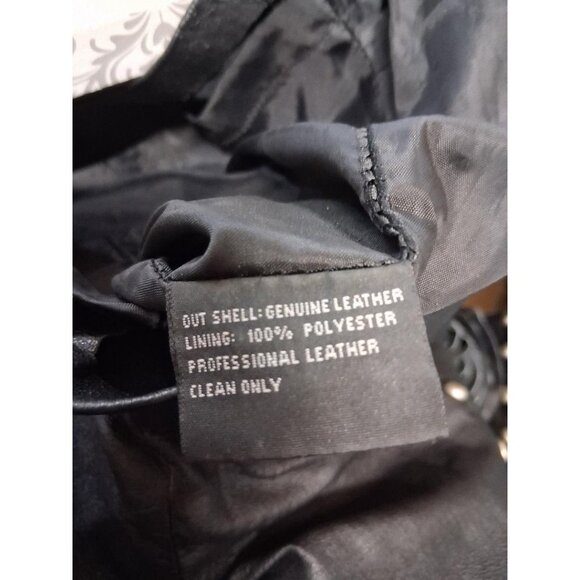 OUT SHELL: GENUINE LEATHER
LINING: 100% POLYESTER
PROFESSIONAL LEATHER
CLEAN ONLY